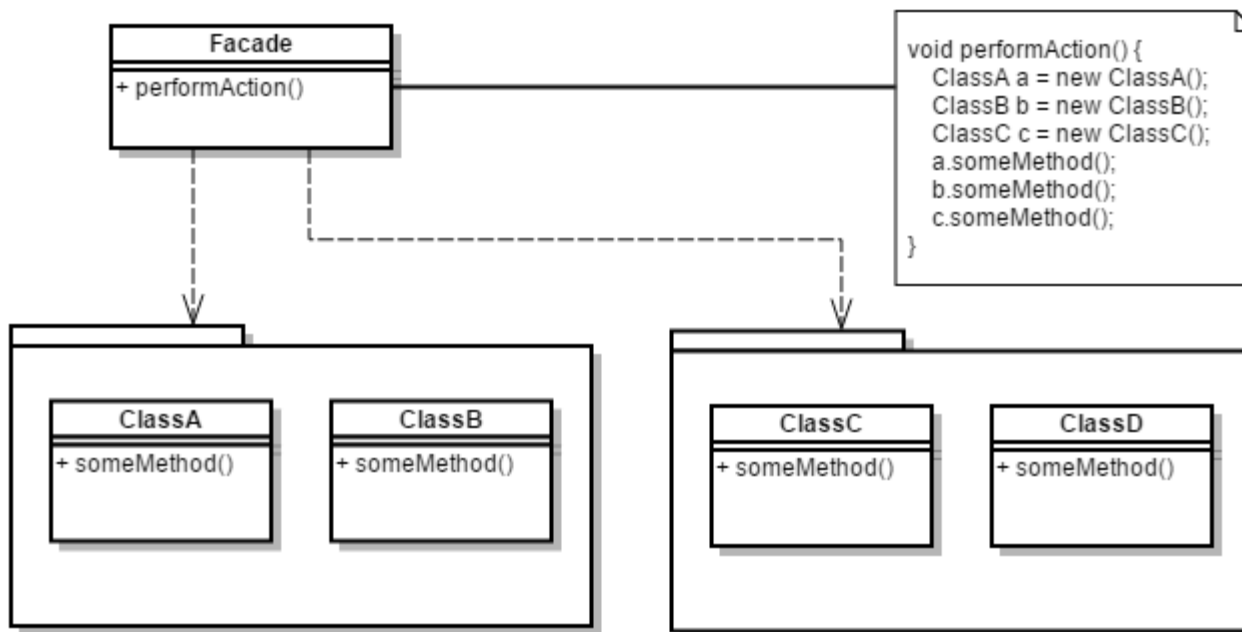 Facade
+ performAction()
void performAction() {
ClassA a = new ClassA();
ClassB b = new ClassB();
ClassC c = new ClassC();
a.someMethod();
b.someMethod();
c.someMethod();
}
ClassA
+ someMethod()
ClassB
+ someMethod()
ClassC
+ someMethod()
ClassD
+ someMethod()